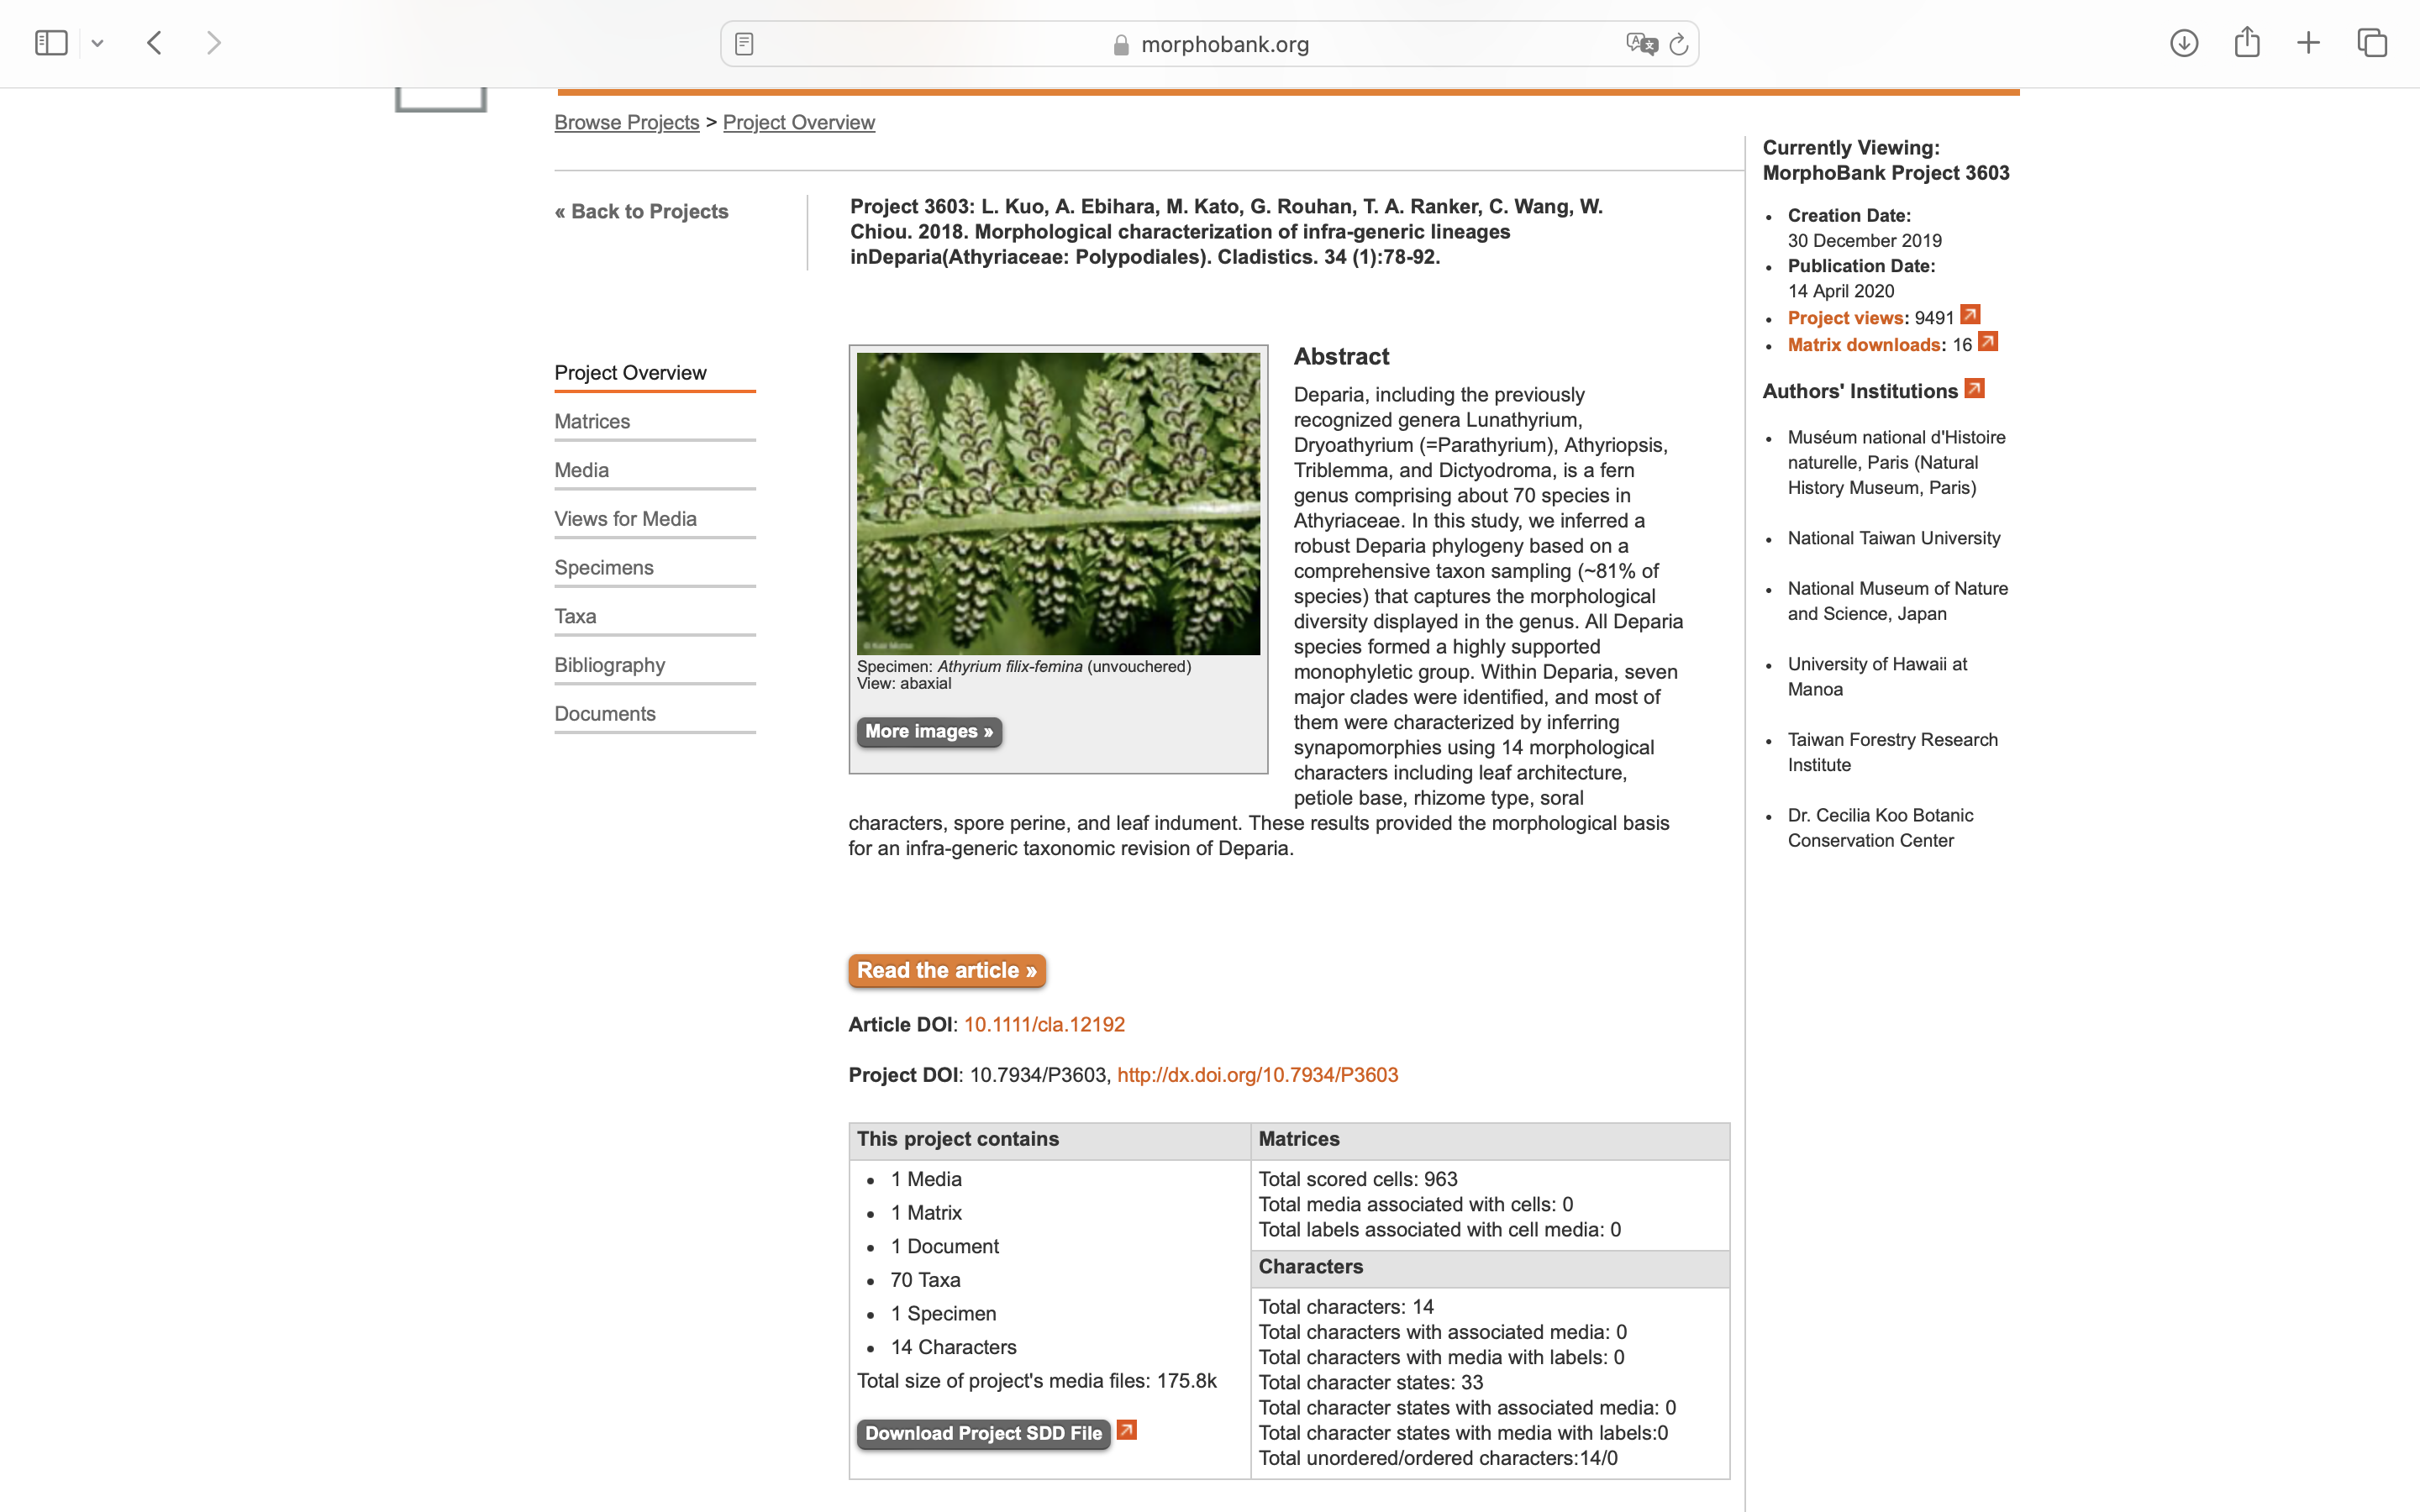 morphobank.org
Browse Projects > Project Overview
« Back to Projects
Project 3603: L. Kuo, A. Ebihara, M. Kato, G. Rouhan, T. A. Ranker, C. Wang, W.
Chiou. 2018. Morphological characterization of infra-generic lineages
inDeparia(Athyriaceae: Polypodiales). Cladistics. 34 (1):78-92.
Project Overview
Matrices
Media
Views for Media
Specimens
Taxa
Bibliography
Documents
Specimen: Athyrium filix-femina (unvouchered)
View: abaxial
More images »
Abstract
Deparia, including the previously
recognized genera Lunathyrium,
Dryoathyrium (=Parathyrium), Athyriopsis,
Triblemma, and Dictyodroma, is a fern
genus comprising about 70 species in
Athyriaceae. In this study, we inferred a
robust Deparia phylogeny based on a
comprehensive taxon sampling (~81% of
species) that captures the morphological
diversity displayed in the genus. All Deparia
species formed a highly supported
monophyletic group. Within Deparia, seven
major clades were identified, and most of
them were characterized by inferring
synapomorphies using 14 morphological
characters including leaf architecture,
petiole base, rhizome type, soral
characters, spore perine, and leaf indument. These results provided the morphological basis
for an infra-generic taxonomic revision of Deparia.
Read the article »
Article DOI: 10.1111/cla.12192
Project DOI: 10.7934/P3603, http://dx.doi.org/10.7934/P3603
This project contains
• 1 Media
• 1 Matrix
• 1 Document
• 70 Taxa
• 1 Specimen
• 14 Characters
Total size of project's media files: 175.8k
Download Project SDD File
Matrices
Total scored cells: 963
Total media associated with cells: 0
Total labels associated with cell media: 0
Characters
Total characters: 14
Total characters with associated media: 0
Total characters with media with labels: 0
Total character states: 33
Total character states with associated media: 0
Total character states with media with labels:0
Total unordered/ordered characters:14/0
Currently Viewing:
MorphoBank Project 3603
• Creation Date:
30 December 2019
• Publication Date:
14 April 2020
• Project views: 9491
• Matrix downloads: 16
Authors' Institutions
• Muséum national d'Histoire
naturelle, Paris (Natural
History Museum, Paris)
• National Taiwan University
• National Museum of Nature
and Science, Japan
• University of Hawaii at
Manoa
• Taiwan Forestry Research
Institute
• Dr. Cecilia Koo Botanic
Conservation Center